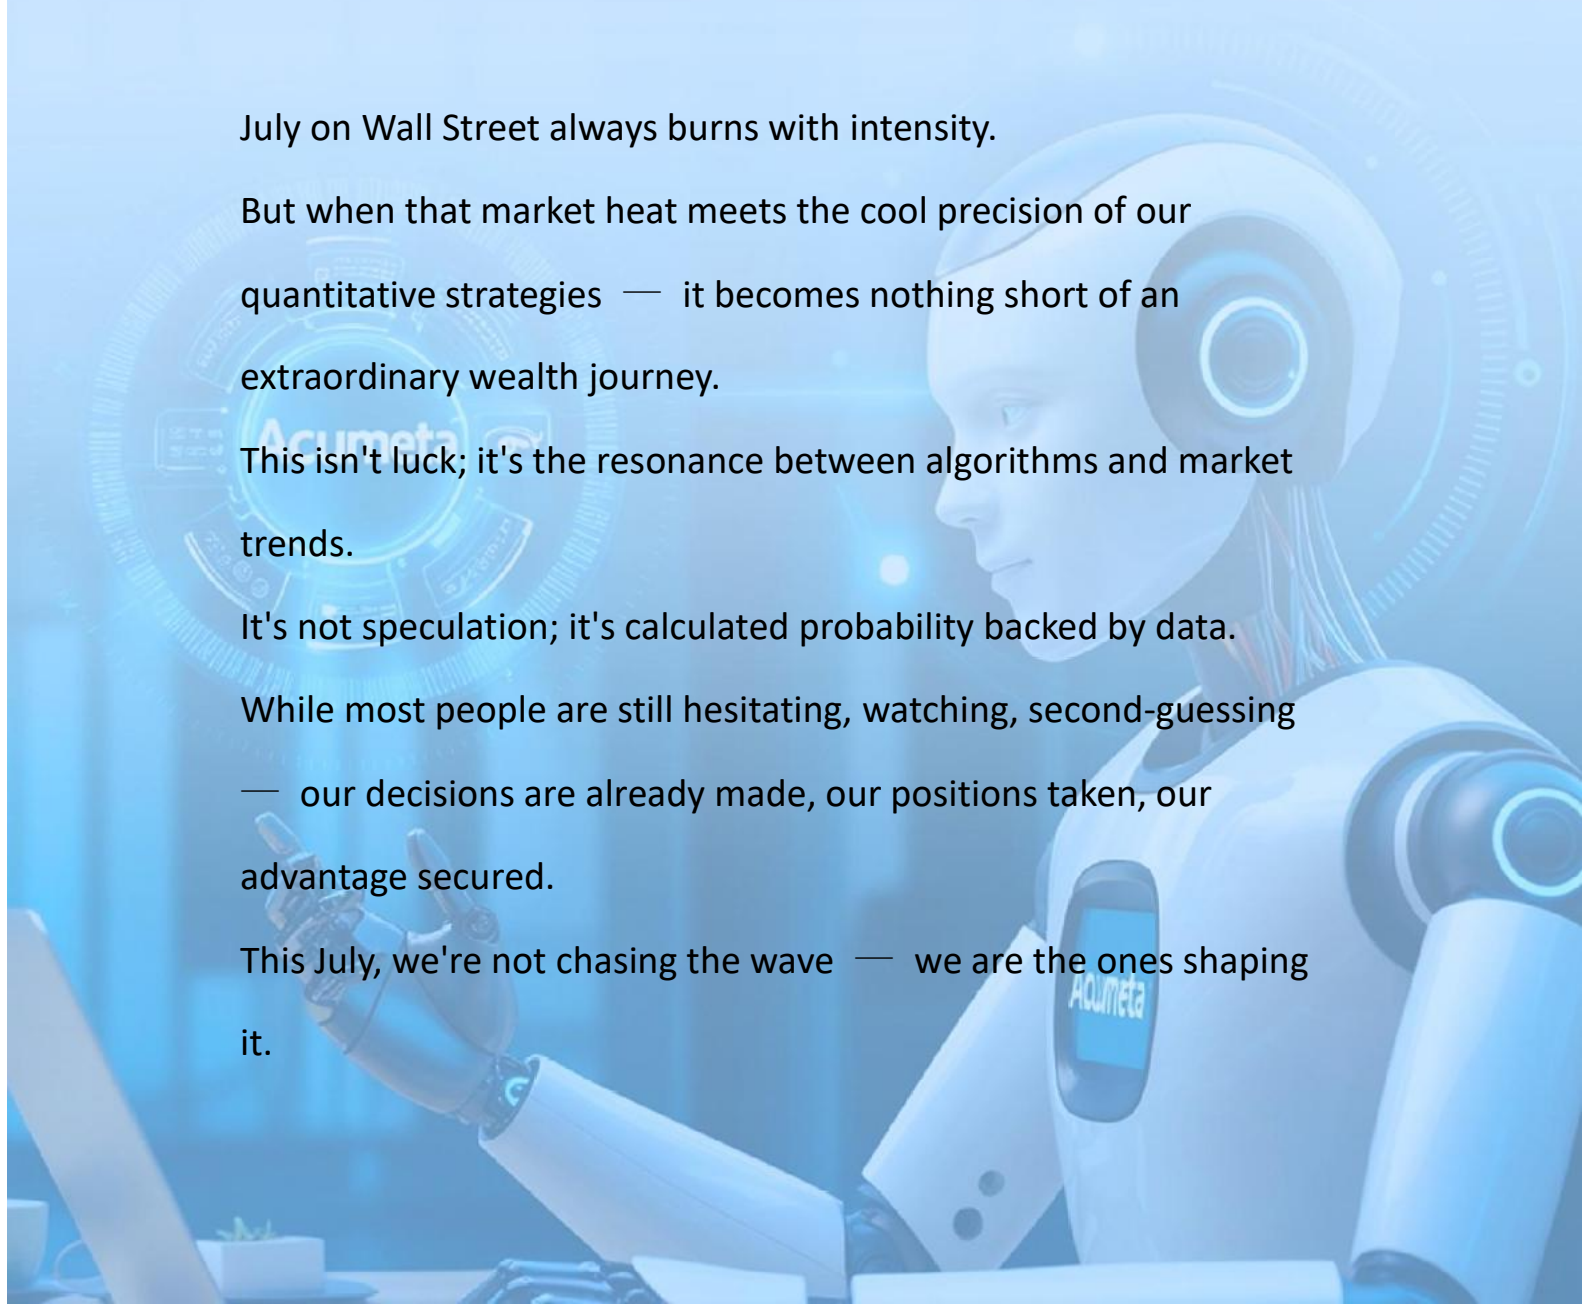 July on Wall Street always burns with intensity.
But when that market heat meets the cool precision of our
quantitative strategies — it becomes nothing short of an
extraordinary wealth journey.
Acumeta
This isn't luck; it's the resonance between algorithms and market
trends.
It's not speculation; it's calculated probability backed by data.
While most people are still hesitating, watching, second-guessing
— our decisions are already made, our positions taken, our
advantage secured.
This July, we're not chasing the wave — we are the ones shaping
Acumeta
it.